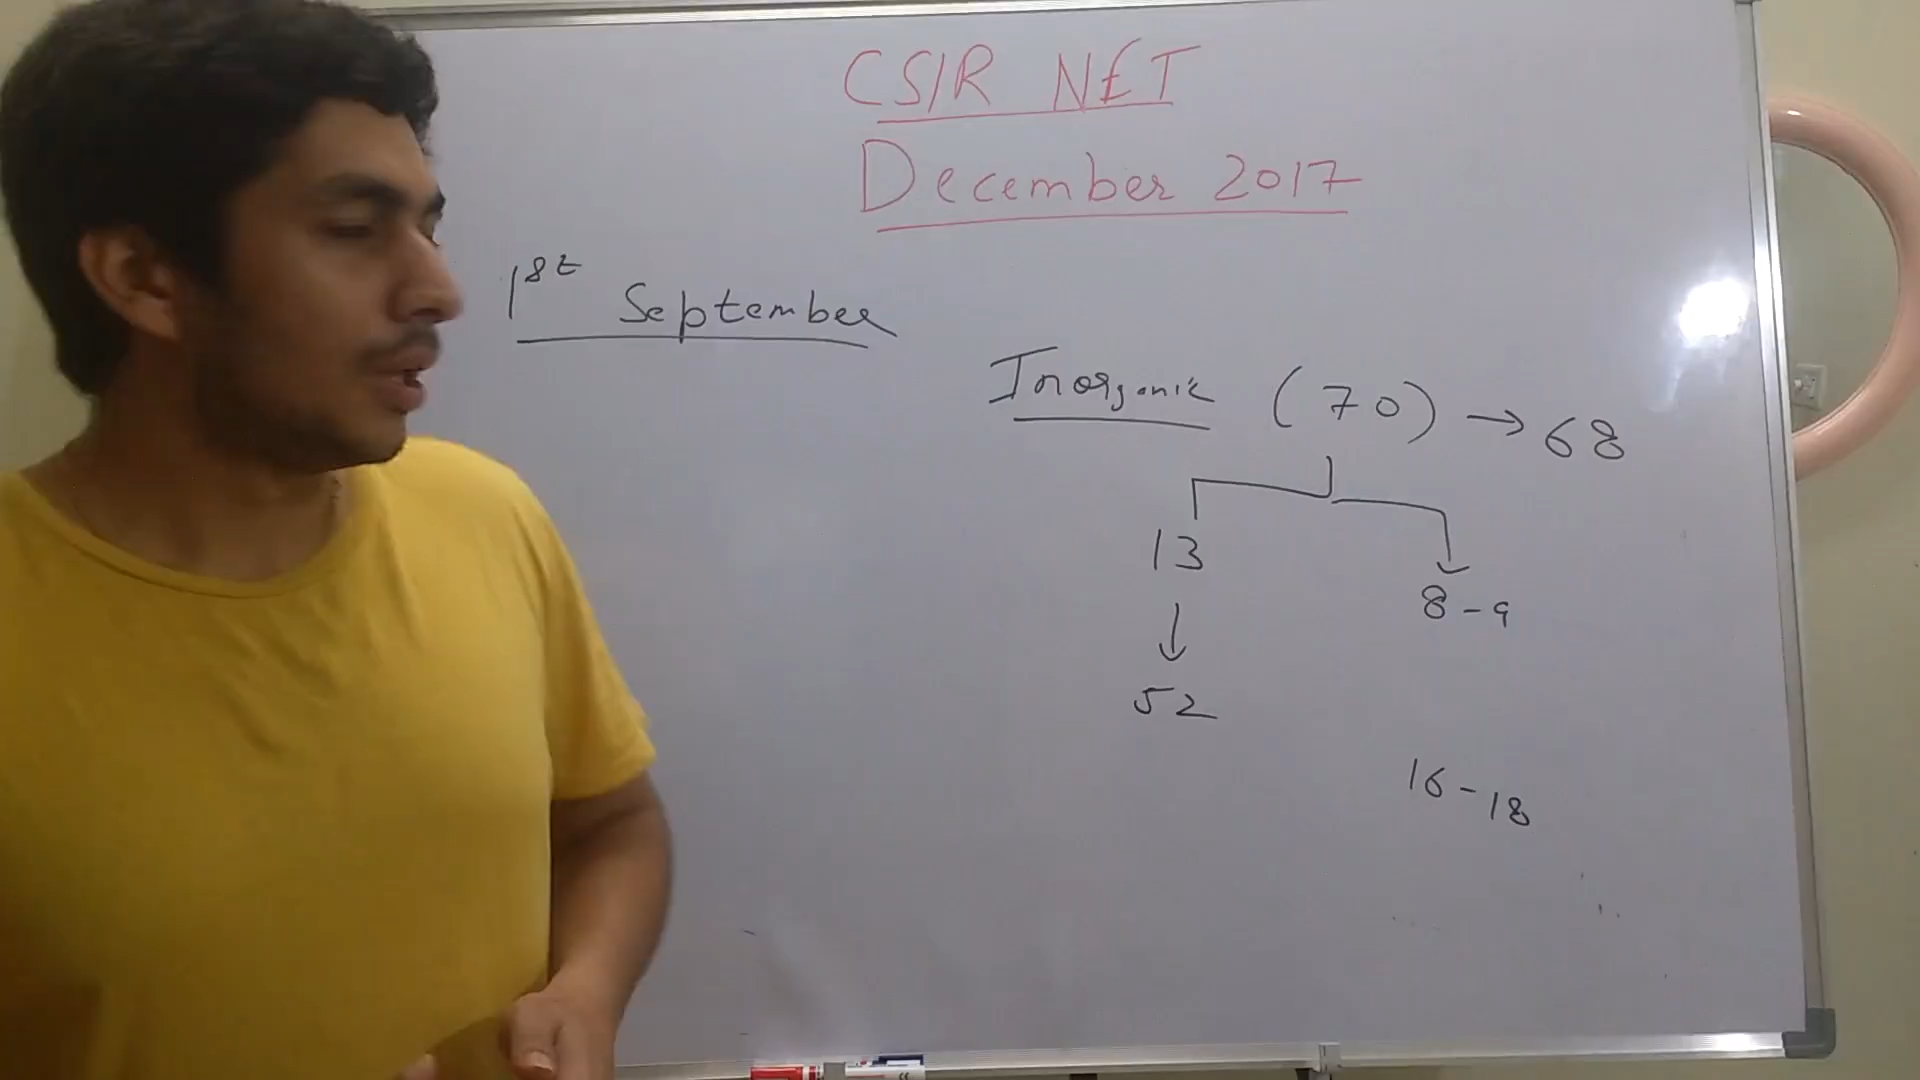 CSIR NET
December 2017
1st September
Inorganic (70) → 68
13
8-9
↓
52
16-18